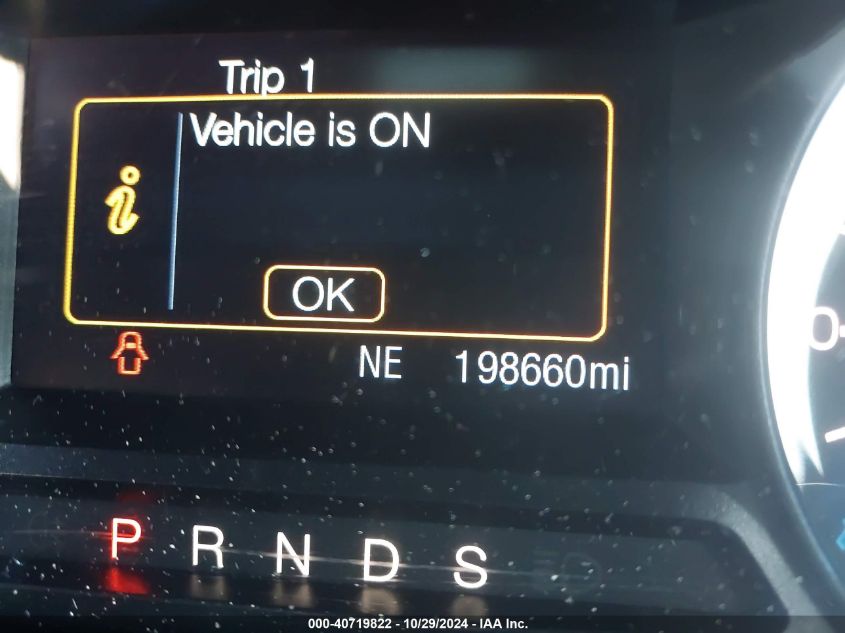 Trip 1
Vehicle is ON
i
OK
NE 198660mi
P R N D S
000-40719822 / 10/29/2024 - IAA Inc.